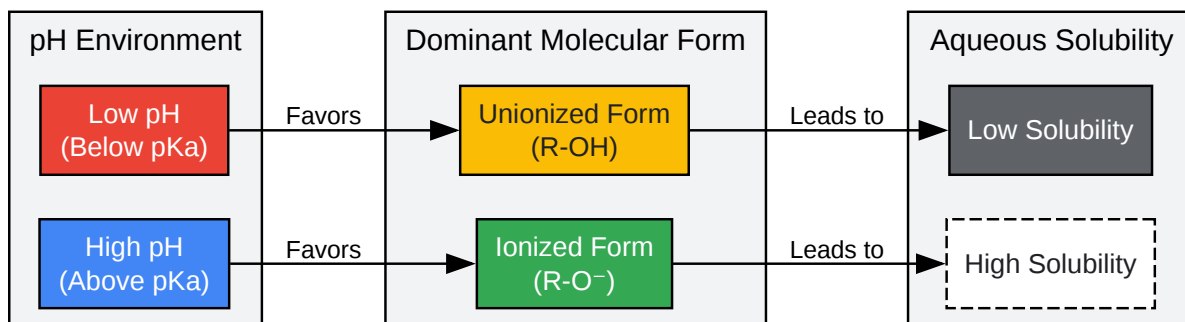 pH Environment
Dominant Molecular Form
Aqueous Solubility
Low pH
(Below pKa)
Favors
Unionized Form
(R-OH)
Leads to
Low Solubility
High pH
(Above pKa)
Favors
Ionized Form
(R-O⁻)
Leads to
High Solubility